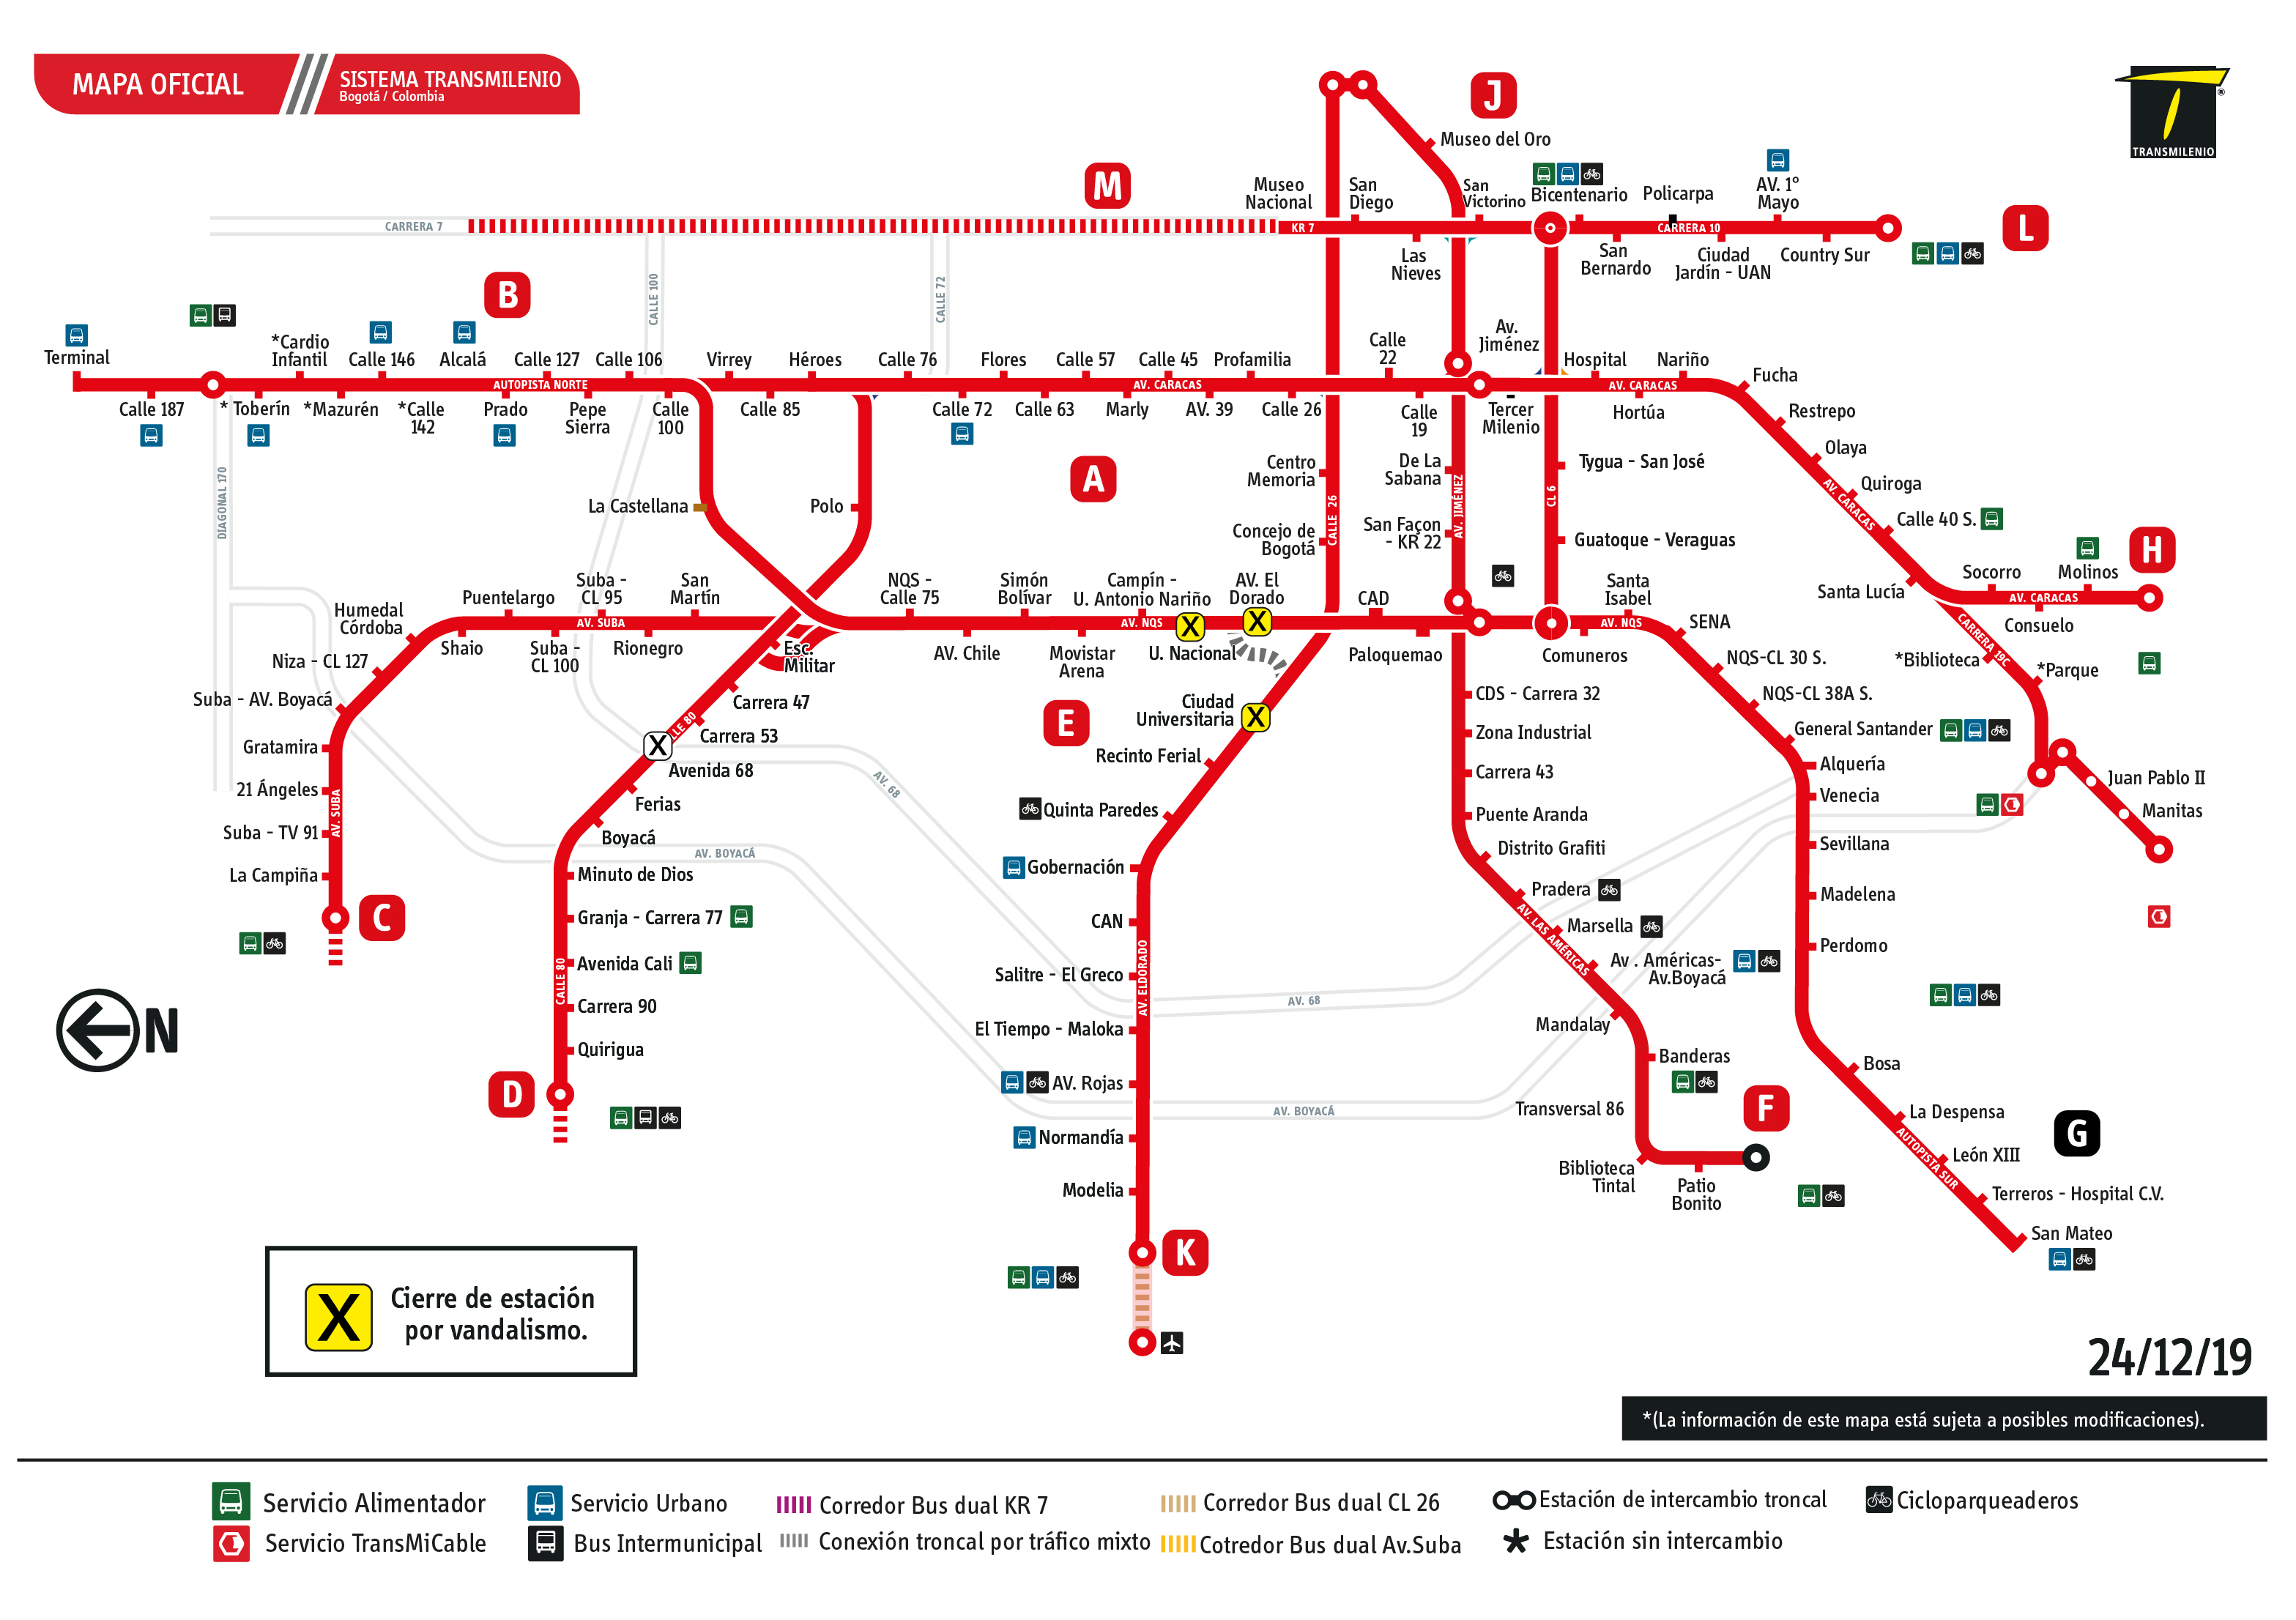 MAPA OFICIAL
SISTEMA TRANSMILENIO
Bogotá / Colombia
TRANSMILENIO
®
J
Museo del Oro
M
Museo
Nacional
San
Diego
San
Victorino
Bicentenario
Policarpa
AV. 1°
Mayo
L
CARRERA 7
KR 7
CARRERA 10
Las
Nieves
San
Bernardo
Ciudad
Jardín - UAN
Country Sur
CALLE 100
CALLE 72
B
Terminal
*Cardio
Infantil
Calle 146
Alcalá
Calle 127
Calle 106
Virrey
Héroes
Calle 76
Flores
Calle 57
Calle 45
Profamilia
Calle
22
Av.
Jiménez
Hospital
Nariño
Fucha
AUTOPISTA NORTE
AV. CARACAS
AV. CARACAS
Calle 187
* Toberín
*Mazurén
*Calle
142
Prado
Pepe
Sierra
Calle
100
Calle 85
Calle 72
Calle 63
Marly
AV. 39
Calle 26
Calle
19
Tercer
Milenio
Hortúa
Restrepo
Olaya
Quiroga
Calle 40 S.
AV. CARACAS
Santa Lucía
DIAGONAL 170
La Castellana
Polo
A
Centro
Memoria
Concejo de
Bogotá
CALLE 26
De La
Sabana
San Façon
- KR 22
AV. JIMÉNEZ
CL 6
Tygua - San José
Guatoque - Veraguas
H
Socorro
Molinos
AV. CARACAS
Consuelo
CARRERA 19C
*Biblioteca
*Parque
Juan Pablo II
Manitas
Humedal
Córdoba
Puentelargo
Suba -
CL 95
San
Martín
AV. SUBA
Shaio
Suba -
CL 100
Rionegro
Niza - CL 127
Suba - AV. Boyacá
Gratamira
21 Ángeles
Suba - TV 91
La Campiña
AV. SUBA
C
NQS -
Calle 75
Simón
Bolívar
Campín -
U. Antonio Nariño
AV. El
Dorado
CAD
Santa
Isabel
SENA
AV. NQS
X
X
AV. NQS
AV. Chile
Movistar
Arena
U. Nacional
Paloquemao
Comuneros
NQS-CL 30 S.
NQS-CL 38A S.
General Santander
Alquería
Venecia
Sevillana
Madelena
Perdomo
Bosa
La Despensa
León XIII
Terreros - Hospital C.V.
San Mateo
AUTOPISTA SUR
G
Esc.
Militar
Carrera 47
Carrera 53
LLE 80
X
Avenida 68
Ferias
Boyacá
Minuto de Dios
Granja - Carrera 77
Avenida Cali
Carrera 90
Quirigua
CALLE 80
D
AV. 68
AV. BOYACÁ
AV. 68
AV. BOYACÁ
E
Ciudad
Universitaria
X
Recinto Ferial
Quinta Paredes
Gobernación
CAN
Salitre - El Greco
El Tiempo - Maloka
AV. Rojas
Normandía
Modelia
AV. ELDORADO
K
CDS - Carrera 32
Zona Industrial
Carrera 43
Puente Aranda
Distrito Grafiti
Pradera
Marsella
Av . Américas-
Av.Boyacá
AV. LAS AMÉRICAS
Mandalay
Banderas
Transversal 86
Biblioteca
Tintal
Patio
Bonito
F
N
X
Cierre de estación
por vandalismo.
24/12/19
*(La información de este mapa está sujeta a posibles modificaciones).
Servicio Alimentador
Servicio Urbano
Corredor Bus dual KR 7
Corredor Bus dual CL 26
Estación de intercambio troncal
Cicloparqueaderos
Servicio TransMiCable
Bus Intermunicipal
Conexión troncal por tráfico mixto
Cotredor Bus dual Av.Suba
Estación sin intercambio